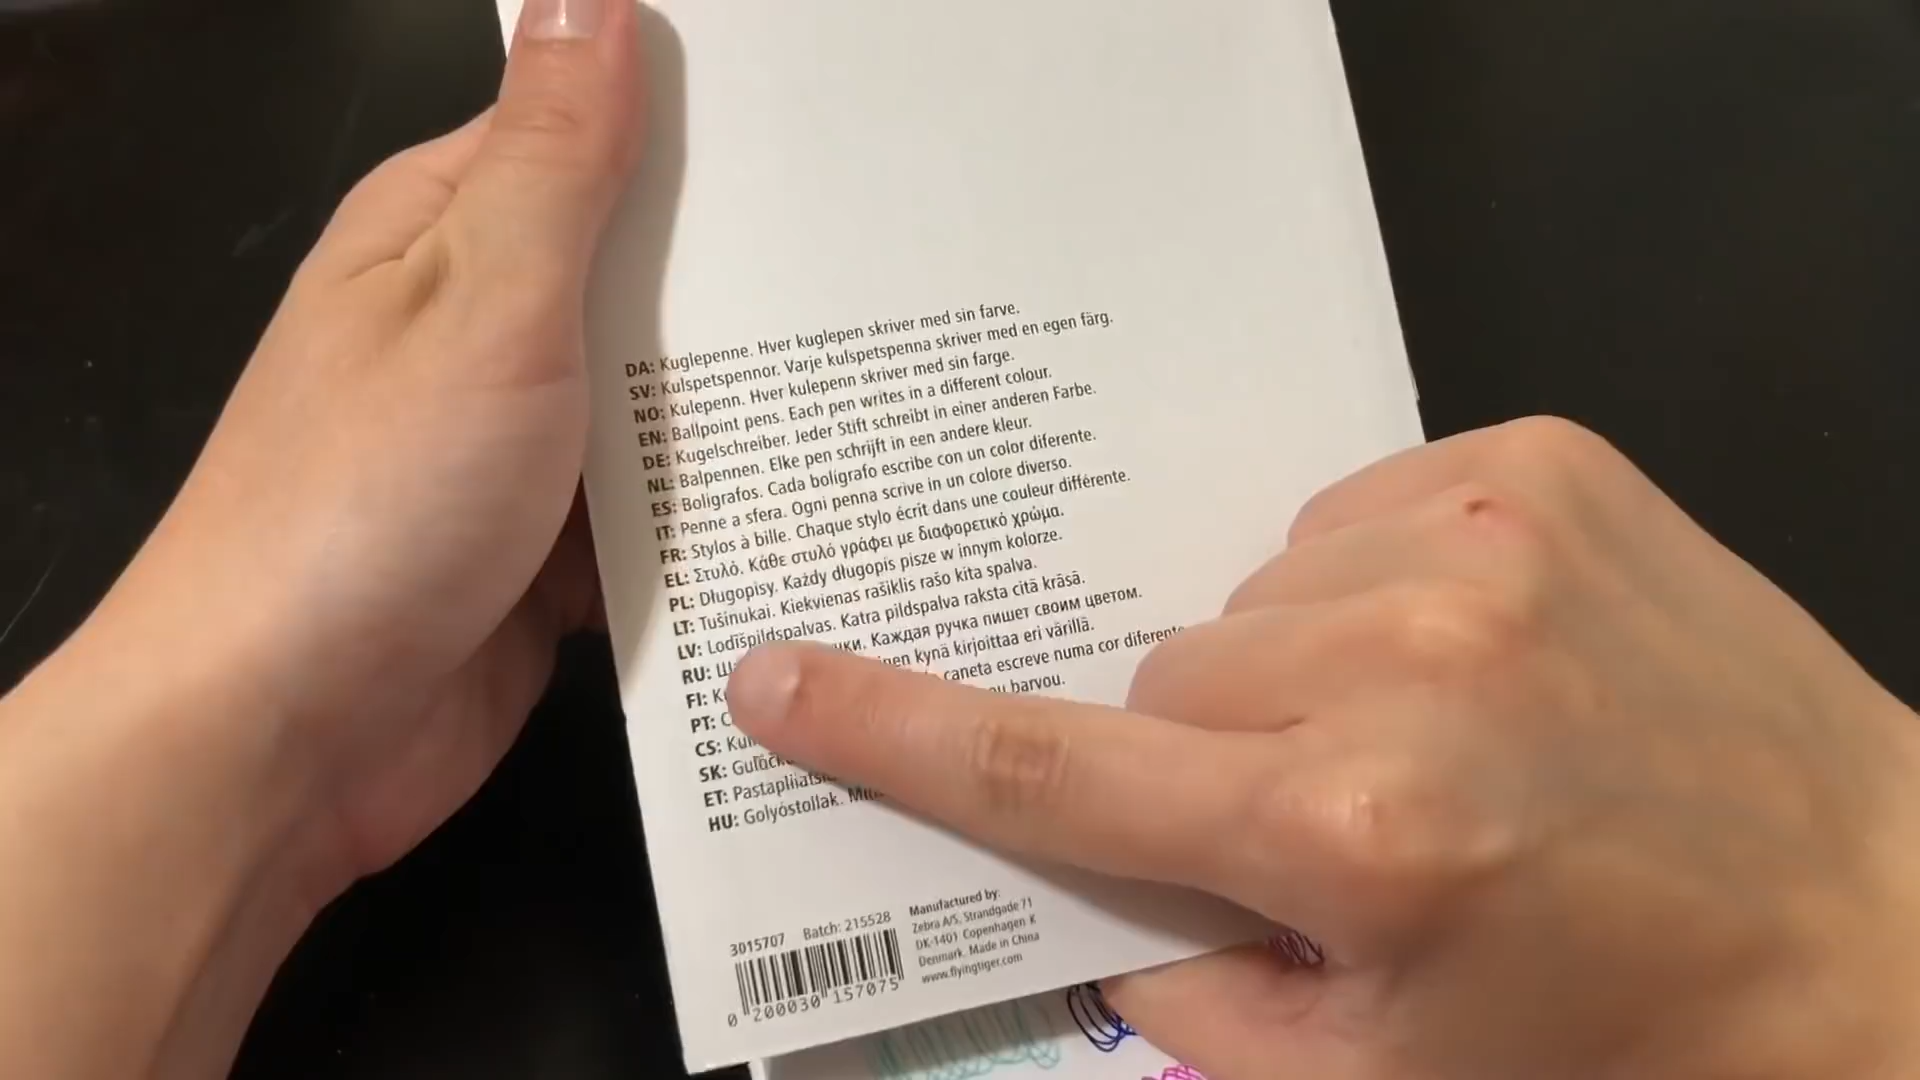 DA: Kuglepenne. Hver kuglepen skriver med sin farve.
SV: Kulspetspennor. Varje kulspetspenna skriver med en egen färg.
NO: Kulepenn. Hver kulepenn skriver med sin farge.
EN: Ballpoint pens. Each pen writes in a different colour.
DE: Kugelschreiber. Jeder Stift schreibt in einer anderen Farbe.
NL: Balpennen. Elke pen schrijft in een andere kleur.
ES: Bolígrafos. Cada bolígrafo escribe con un color diferente.
IT: Penne a sfera. Ogni penna scrive in un colore diverso.
FR: Stylos à bille. Chaque stylo écrit dans une couleur différente.
EL: Στυλό. Κάθε στυλό γράφει με διαφορετικό χρώμα.
PL: Długopisy. Każdy długopis pisze w innym kolorze.
LT: Tušinukai. Kiekvienas rašiklis rašo kita spalva.
LV: Lodīšpildspalvas. Katra pildspalva raksta citā krāsā.
RU: Каждая ручка пишет своим цветом.
FI: kynä kirjoittaa eri värillä.
PT: caneta escreve numa cor diferente
CS: barvou.
SK:
ET:
HU: Golyóstollak.
3015707 Batch: 215528
0 200030 157075
Manufactured by:
Zebra A/S, Strandgade 71
DK-1401 Copenhagen K
Denmark. Made in China
www.flyingtiger.com